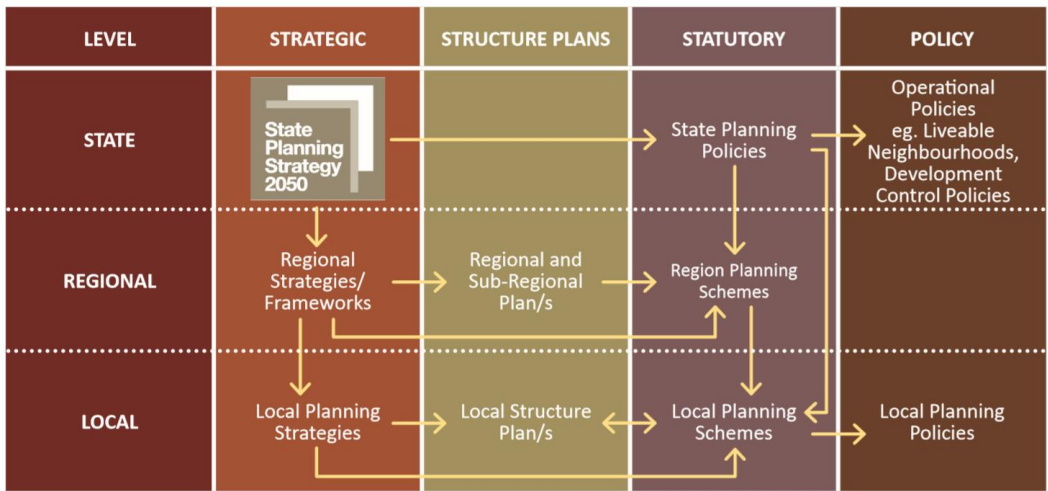 LEVEL
STRATEGIC
STRUCTURE PLANS
STATUTORY
POLICY
STATE
State
Planning
Strategy
2050
State Planning
Policies
Operational
Policies
eg. Liveable
Neighbourhoods,
Development
Control Policies
REGIONAL
Regional
Strategies/
Frameworks
Regional and
Sub-Regional
Plan/s
Region Planning
Schemes
LOCAL
Local Planning
Strategies
Local Structure
Plan/s
Local Planning
Schemes
Local Planning
Policies